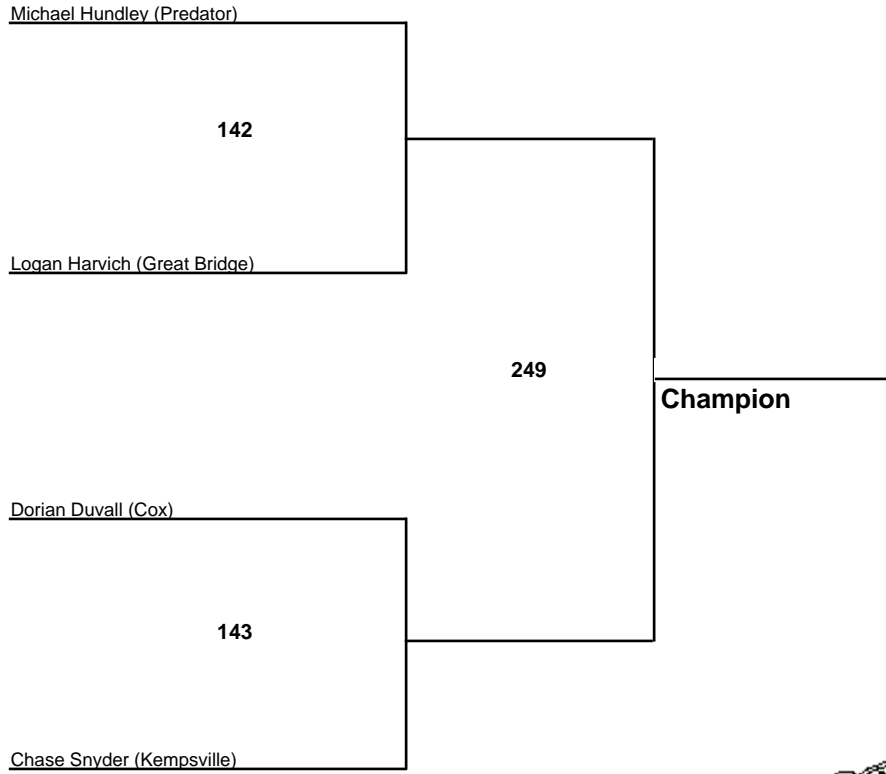 Michael Hundley (Predator)
142
Logan Harvich (Great Bridge)
249
Champion
Dorian Duvall (Cox)
143
Chase Snyder (Kempsville)